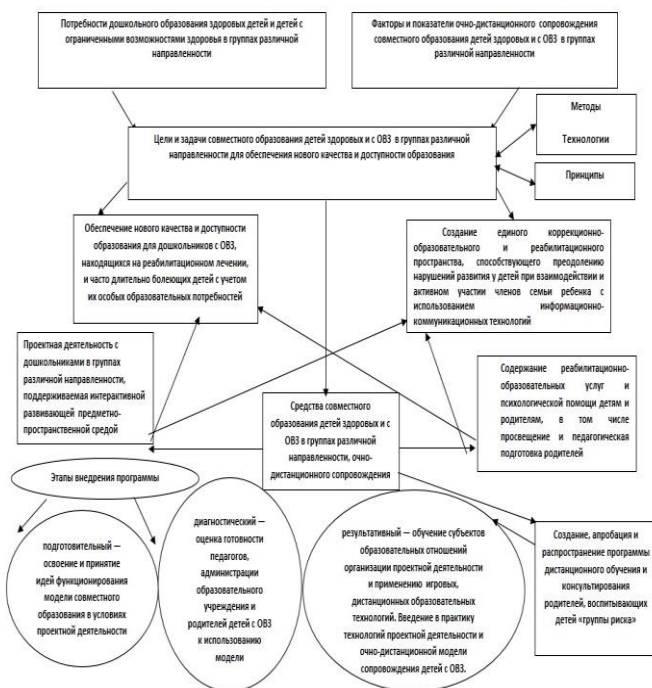 Потребности дошкольного образования здоровых детей и детей с
ограниченными возможностями здоровья в группах различной
направленности
Факторы и показатели очно-дистанционного сопровождения
совместного образования детей здоровых и с ОВЗ в группах
различной направленности
Методы
Технологии
Цели и задачи совместного образования детей здоровых и с ОВЗ в группах различной
направленности для обеспечения нового качества и доступности образования
Принципы
Обеспечение нового качества и доступности
образования для дошкольников с ОВЗ,
находящихся на реабилитационном лечении,
и часто длительно болеющих детей с учетом
их особых образовательных потребностей
Создание единого коррекционно-
образовательного и реабилитационного
пространства, способствующего преодолению
нарушений развития у детей при взаимодействии и
активном участии членов семьи ребенка с
использованием информационно-
коммуникационных технологий
Проектная деятельность с
дошкольниками в группах
различной направленности,
поддерживаемая интерактивной
развивающей предметно-
пространственной средой
Средства совместного
образования детей здоровых и с
ОВЗ в группах различной
направленности, очно-
дистанционного сопровождения
Содержание реабилитационно-
образовательных услуг и
психологической помощи детям и
родителям, в том числе
просвещение и педагогическая
подготовка родителей
Этапы внедрения программы
подготовительный —
освоение и принятие
идей функционирования
модели совместного
образования в условиях
проектной деятельности
диагностический —
оценка готовности
педагогов,
администрации
образовательного
учреждения и
родителей детей с ОВЗ
к использованию
модели
результативный — обучение субъектов
образовательных отношений
организации проектной деятельности
и применению игровых,
дистанционных образовательных
технологий. Введение в практику
технологий проектной деятельности и
очно-дистанционной модели
сопровождения детей с ОВЗ.
Создание, апробация и
распространение программы
дистанционного обучения и
консультирования
родителей, воспитывающих
детей «группы риска»